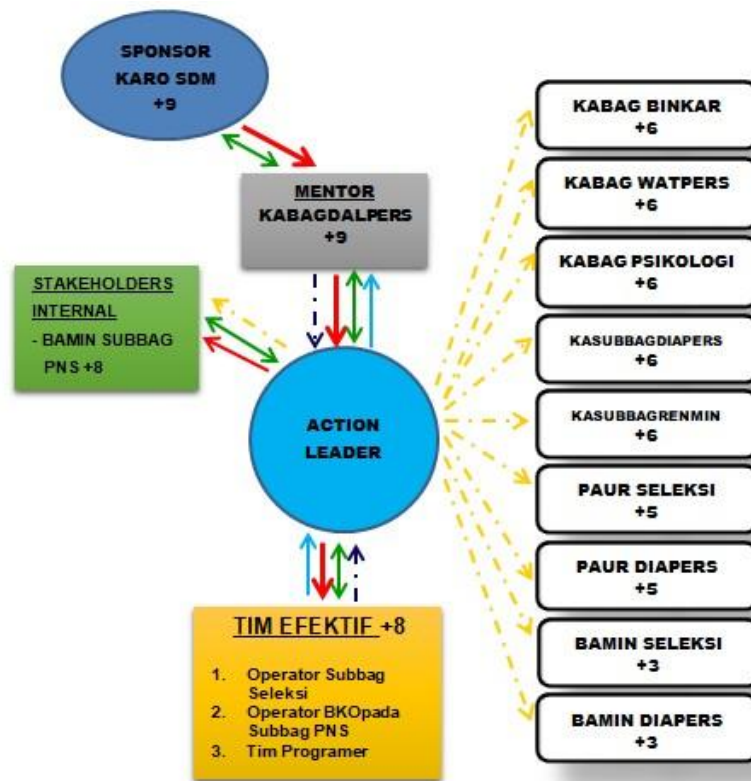 SPONSOR
KARO SDM
+9
MENTOR
KABAGDALPERS
+9
STAKEHOLDERS
INTERNAL
- BAMIN SUBBAG
PNS +8
ACTION
LEADER
TIM EFEKTIF +8
1. Operator Subbag
Seleksi
2. Operator BKOpada
Subbag PNS
3. Tim Programer
KABAG BINKAR
+6
KABAG WATPERS
+6
KABAG PSIKOLOGI
+6
KASUBBAGDIAPERS
+6
KASUBBAGRENMIN
+6
PAUR SELEKSI
+5
PAUR DIAPERS
+5
BAMIN SELEKSI
+3
BAMIN DIAPERS
+3